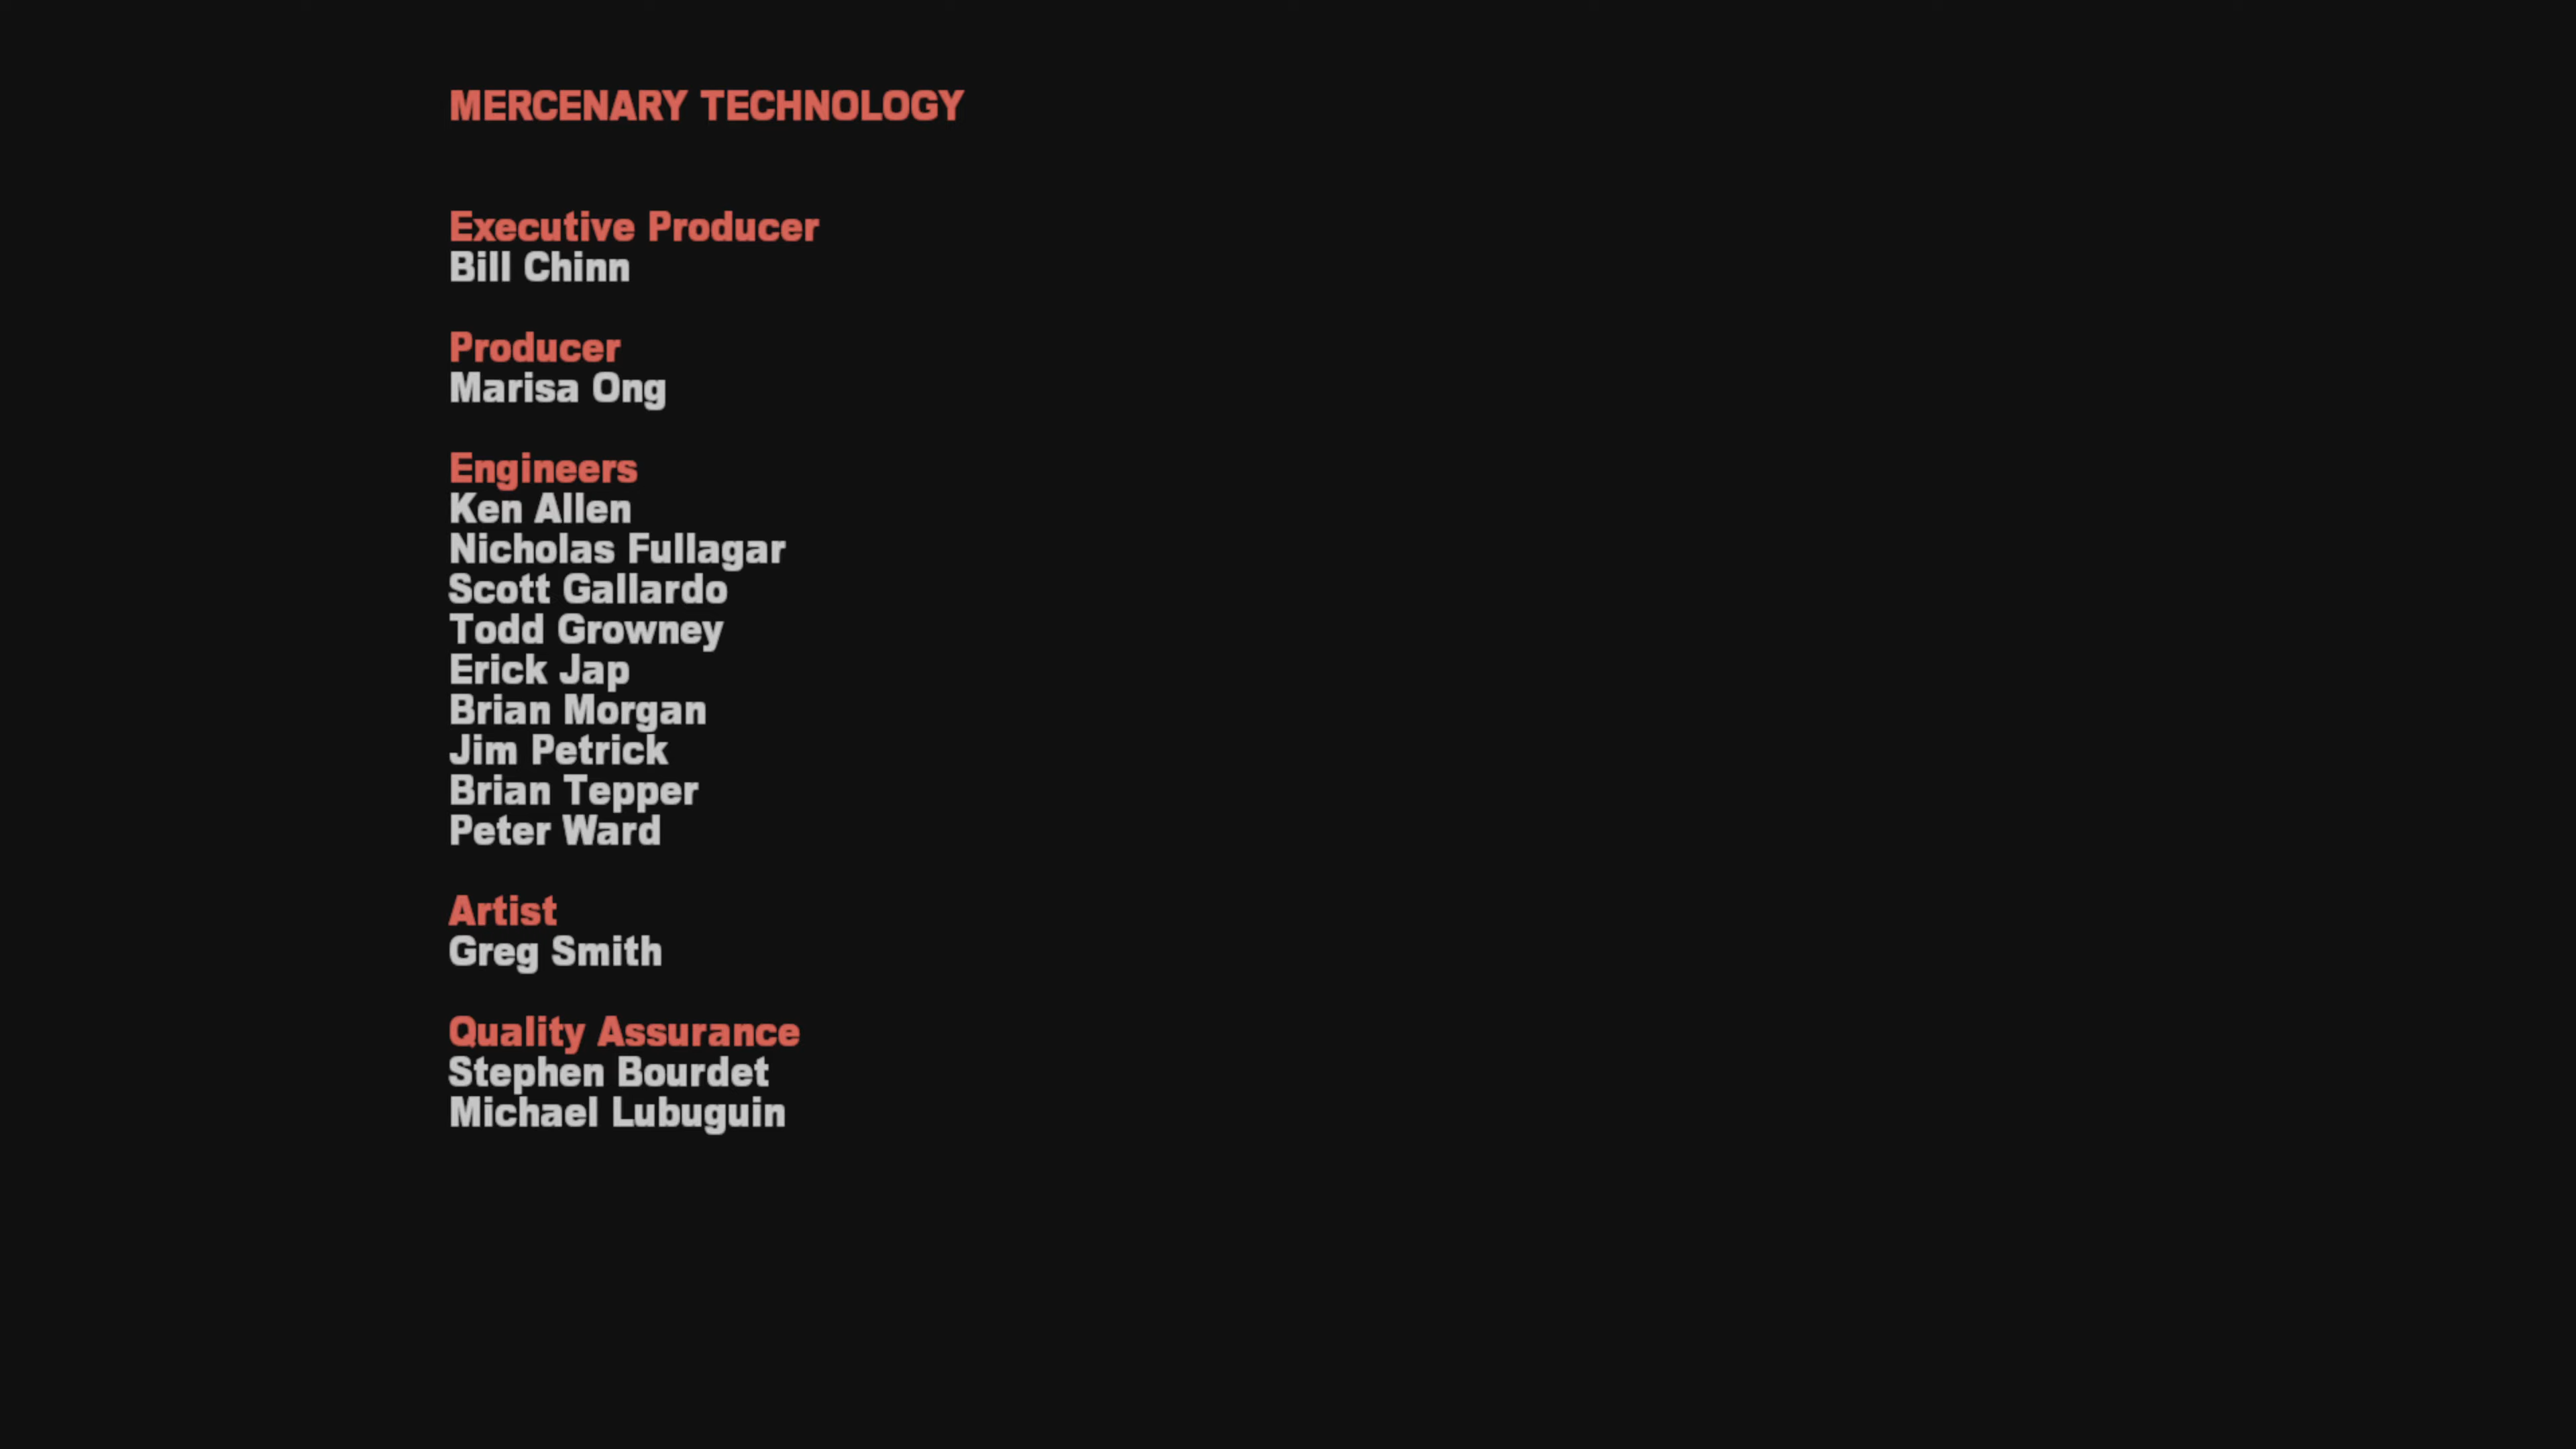 MERCENARY TECHNOLOGY
Executive Producer
Bill Chinn
Producer
Marisa Ong
Engineers
Ken Allen
Nicholas Fullagar
Scott Gallardo
Todd Growney
Erick Jap
Brian Morgan
Jim Petrick
Brian Tepper
Peter Ward
Artist
Greg Smith
Quality Assurance
Stephen Bourdet
Michael Lubuguin